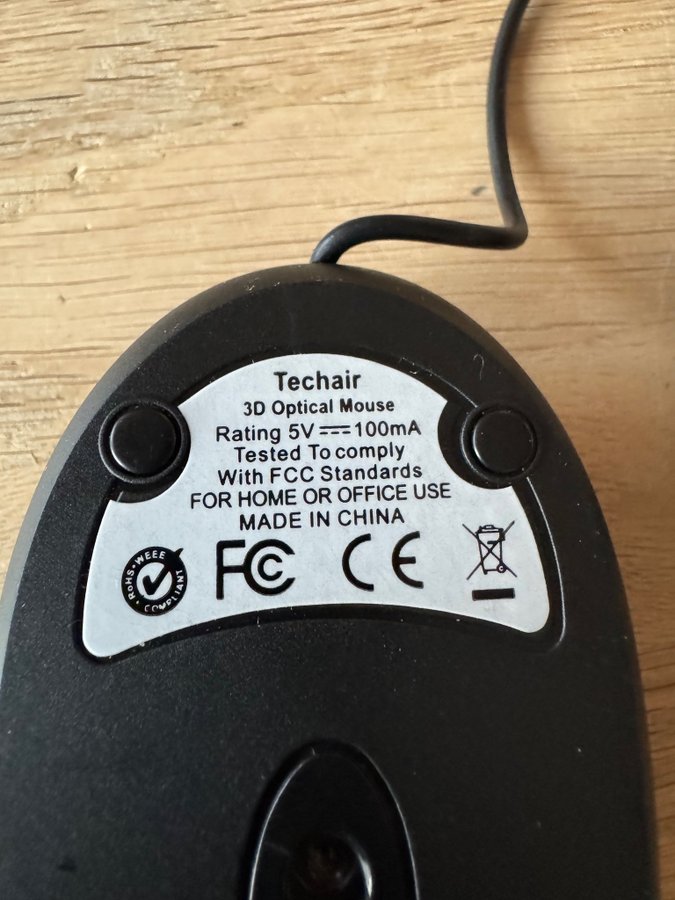 Techair
3D Optical Mouse
Rating 5V ⎓ 100mA
Tested To comply
With FCC Standards
FOR HOME OR OFFICE USE
MADE IN CHINA
RoHS•WEEE COMPLIANT
FC CE